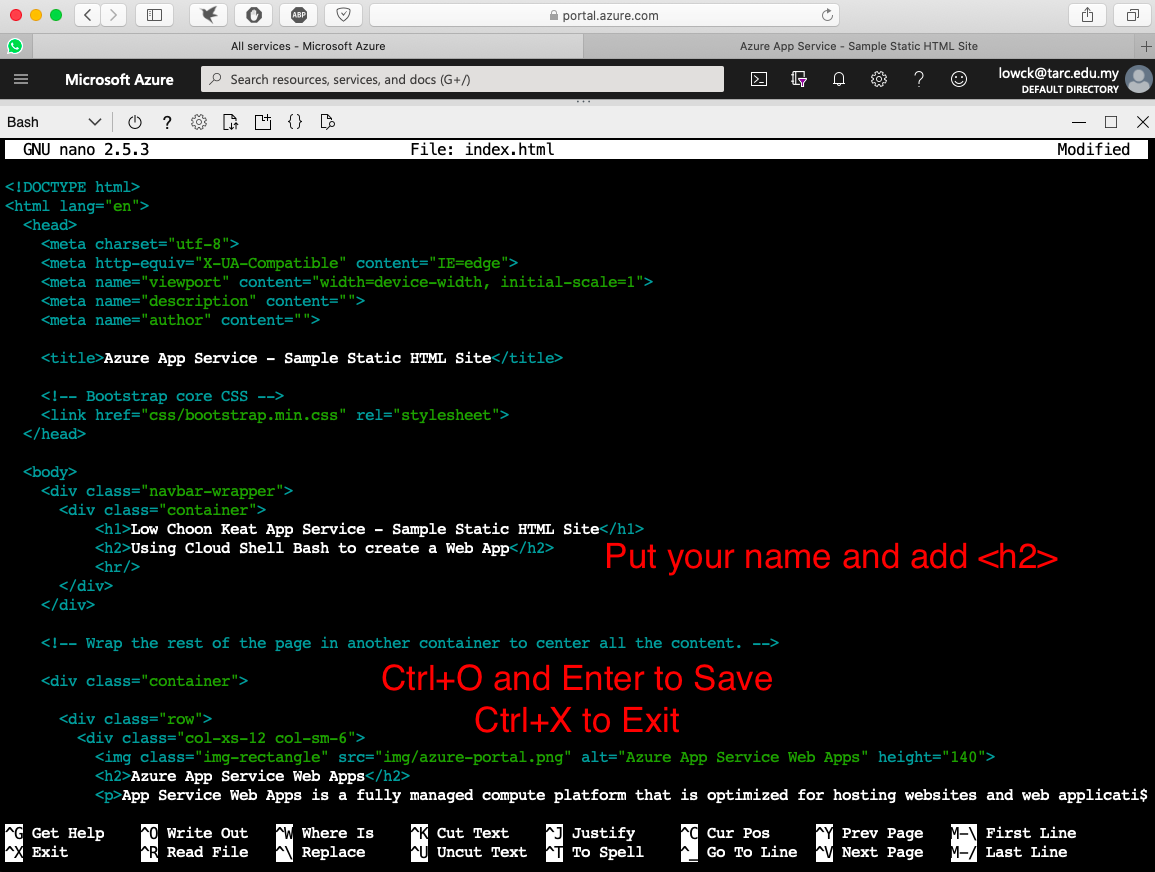 portal.azure.com
ABP
All services - Microsoft Azure
Azure App Service - Sample Static HTML Site
Microsoft Azure
Search resources, services, and docs (G+/)
lowck@tarc.edu.my
DEFAULT DIRECTORY
Bash
GNU nano 2.5.3 File: index.html Modified
<!DOCTYPE html>
<html lang="en">
<head>
<meta charset="utf-8">
<meta http-equiv="X-UA-Compatible" content="IE=edge">
<meta name="viewport" content="width=device-width, initial-scale=1">
<meta name="description" content="">
<meta name="author" content="">
<title>Azure App Service - Sample Static HTML Site</title>
<!-- Bootstrap core CSS -->
<link href="css/bootstrap.min.css" rel="stylesheet">
</head>
<body>
<div class="navbar-wrapper">
<div class="container">
<h1>Low Choon Keat App Service - Sample Static HTML Site</h1>
<h2>Using Cloud Shell Bash to create a Web App</h2>
Put your name and add <h2>
<hr/>
</div>
</div>
<!-- Wrap the rest of the page in another container to center all the content. -->
Ctrl+O and Enter to Save
<div class="container">
Ctrl+X to Exit
<div class="row">
<div class="col-xs-12 col-sm-6">
<img class="img-rectangle" src="img/azure-portal.png" alt="Azure App Service Web Apps" height="140">
<h2>Azure App Service Web Apps</h2>
<p>App Service Web Apps is a fully managed compute platform that is optimized for hosting websites and web applicati$
^G Get Help ^O Write Out ^W Where Is ^K Cut Text ^J Justify ^C Cur Pos ^Y Prev Page M-\ First Line
^X Exit ^R Read File ^\ Replace ^U Uncut Text ^T To Spell ^_ Go To Line ^V Next Page M-/ Last Line